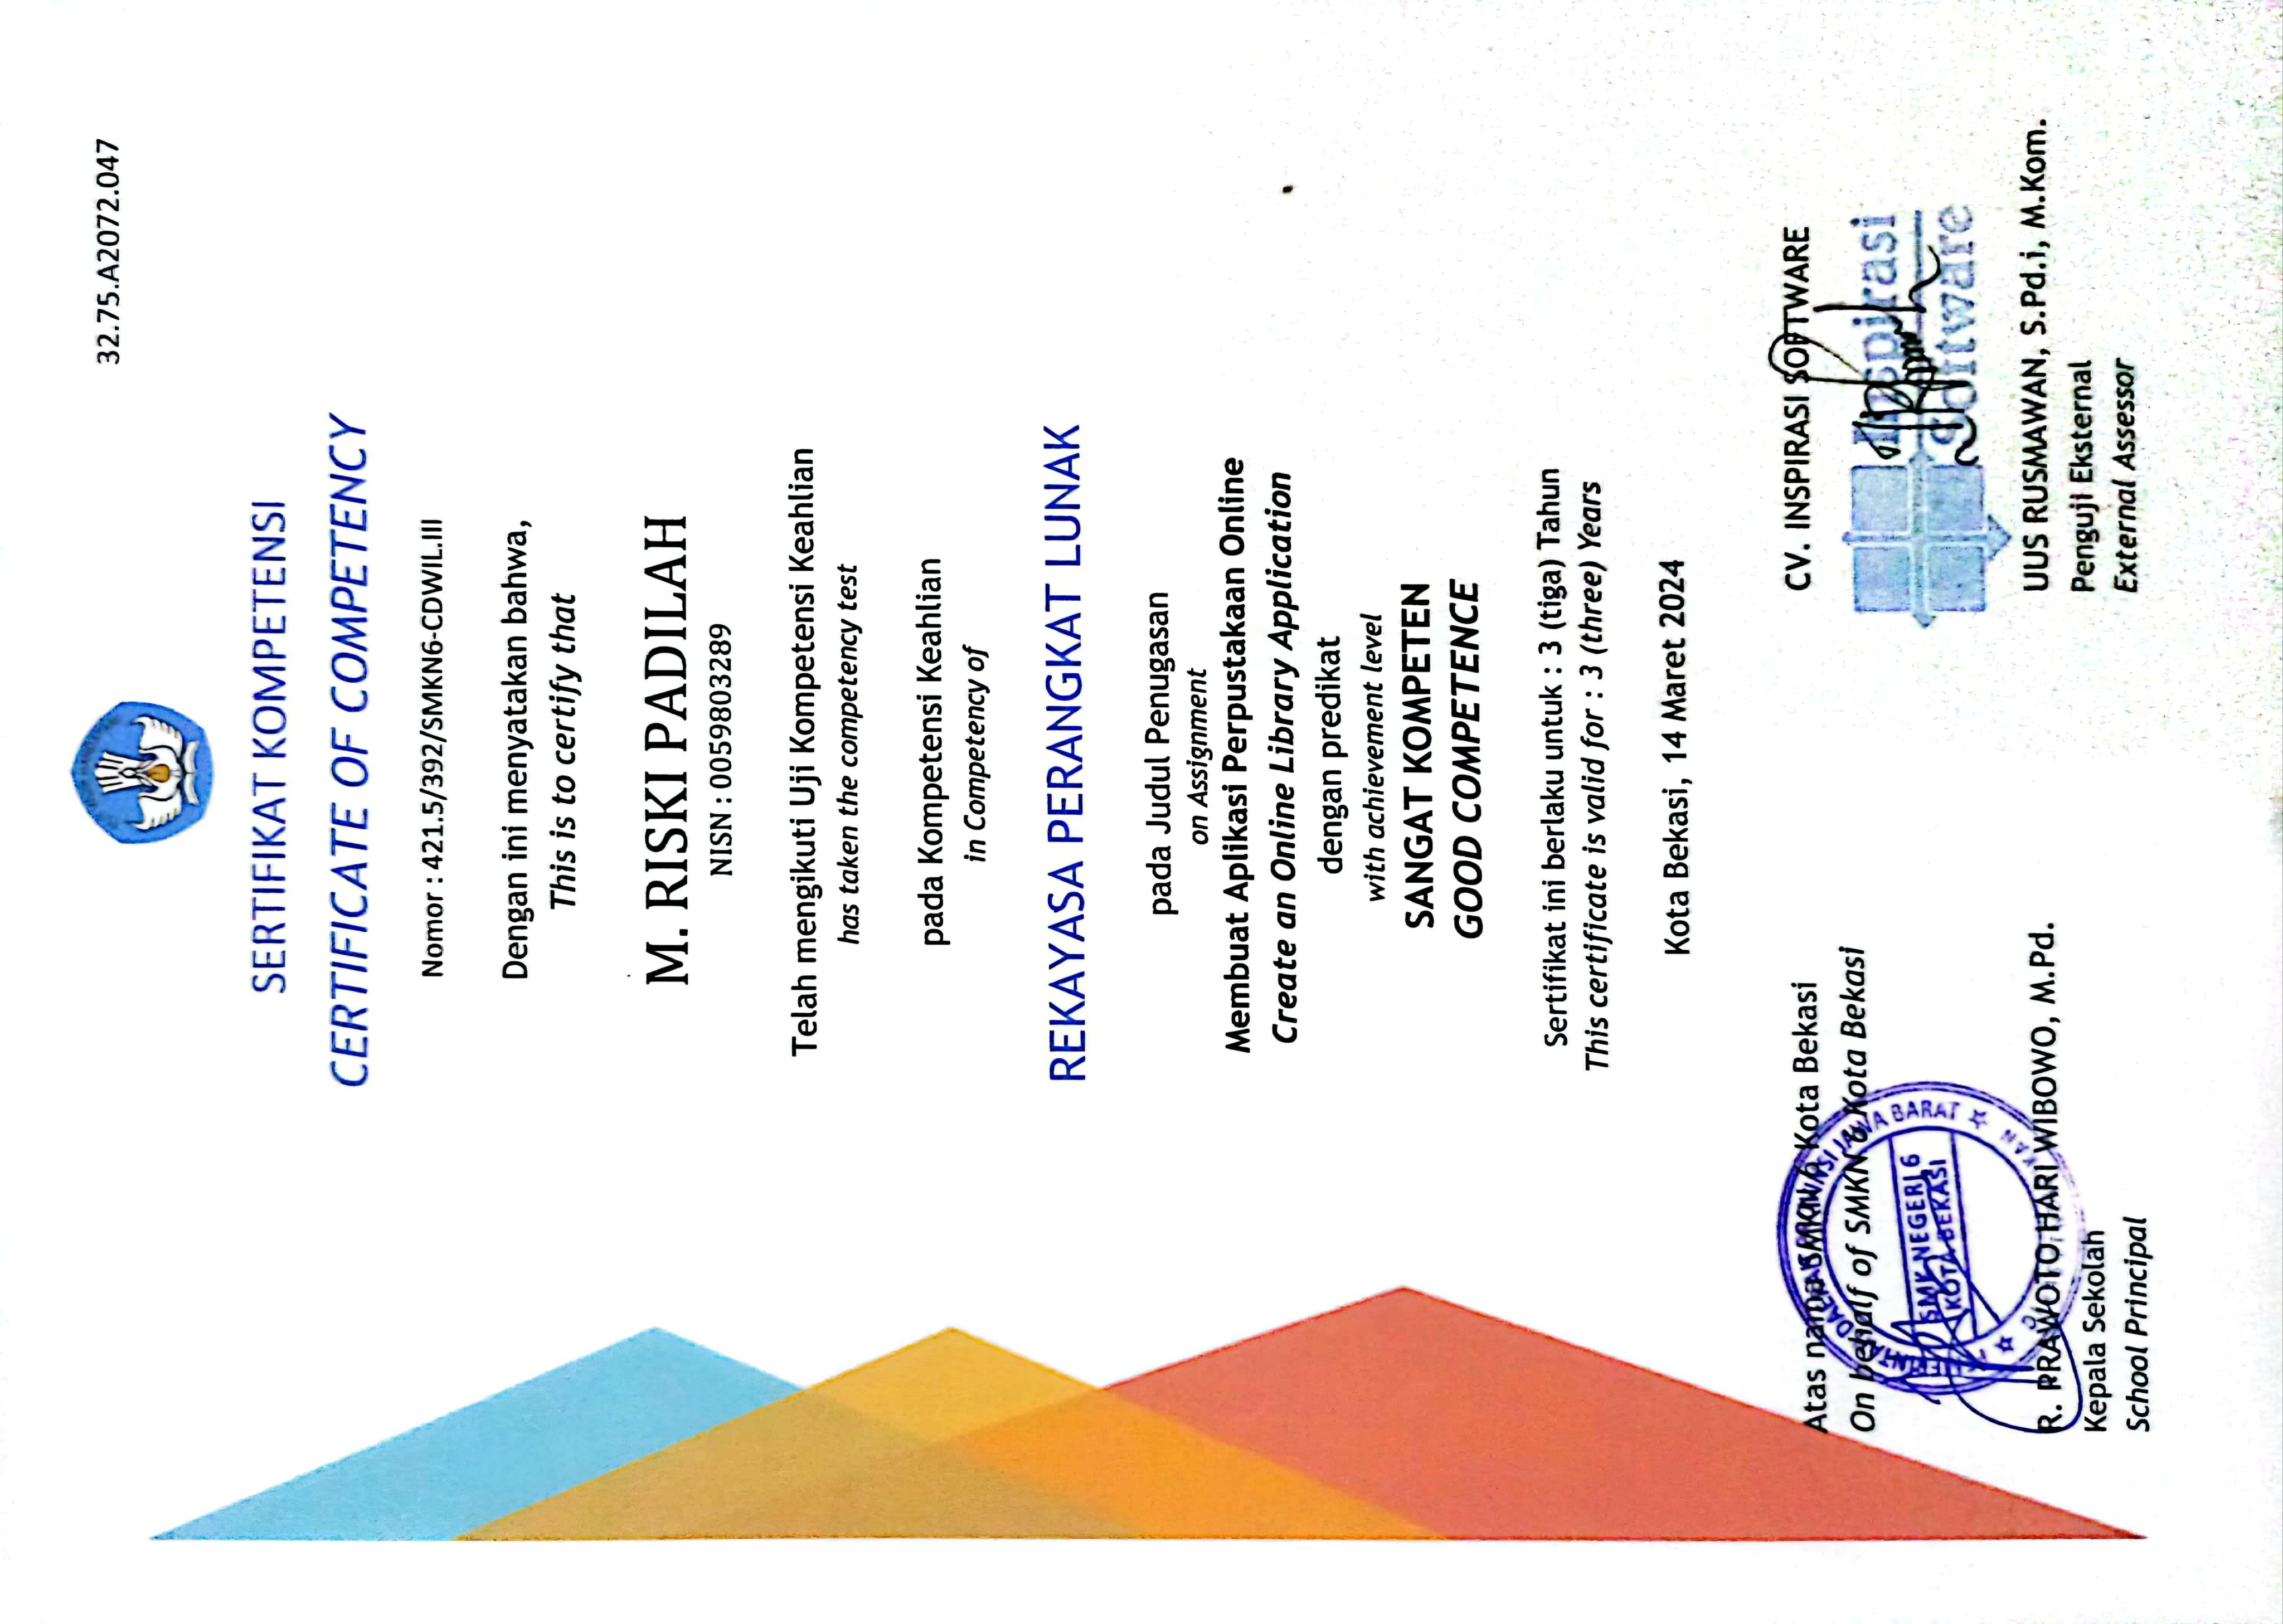 32.75.A2072.047
SERTIFIKAT KOMPETENSI
CERTIFICATE OF COMPETENCY
Nomor : 421.5/392/SMKN6-CDWIL.III
Dengan ini menyatakan bahwa,
This is to certify that
M. RISKI PADILAH
NISN : 0059803289
Telah mengikuti Uji Kompetensi Keahlian
has taken the competency test
pada Kompetensi Keahlian
in Competency of
REKAYASA PERANGKAT LUNAK
pada Judul Penugasan
on Assignment
Membuat Aplikasi Perpustakaan Online
Create an Online Library Application
dengan predikat
with achievement level
SANGAT KOMPETEN
GOOD COMPETENCE
Sertifikat ini berlaku untuk : 3 (tiga) Tahun
This certificate is valid for : 3 (three) Years
Kota Bekasi, 14 Maret 2024
Atas nama SMKN 6 Kota Bekasi
On behalf of SMKN 6 Kota Bekasi
JAWA BARAT
SMK NEGERI 6
KOTA BEKASI
R. PRAWOTO HARI WIBOWO, M.Pd.
Kepala Sekolah
School Principal
CV. INSPIRASI SOFTWARE
Inspirasi
Software
UUS RUSMAWAN, S.Pd.i, M.Kom.
Penguji Eksternal
External Assessor